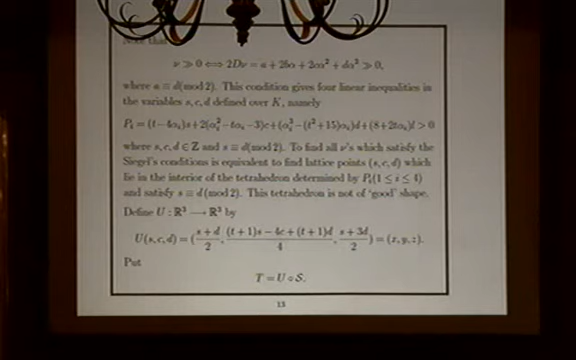 Note that
ν ≫ 0 ⟺ 2Dν = a + 2bα + 2cα² + dα³ ≫ 0,
where a ≡ d(mod 2). This condition gives four linear inequalities in
the variables s, c, d defined over K, namely
P_i = (t−4α_i)s+2(α_i²−tα_i−3)c+(α_i³−(t²+15)α_i)d+(8+2tα_i)l > 0
where s, c, d ∈ ℤ and s ≡ d(mod 2). To find all ν's which satisfy the
Siegel's conditions is equivalent to find lattice points (s, c, d) which
lie in the interior of the tetrahedron determined by P_i(1 ≤ i ≤ 4)
and satisfy s ≡ d (mod 2). This tetrahedron is not of 'good' shape.
Define U : ℝ³ ⟶ ℝ³ by
U(s, c, d) = ((s + d)/2, ((t + 1)s − 4c + (t + 1)d)/4, (s + 3d)/2) = (x, y, z).
Put
T = U ∘ S.
13